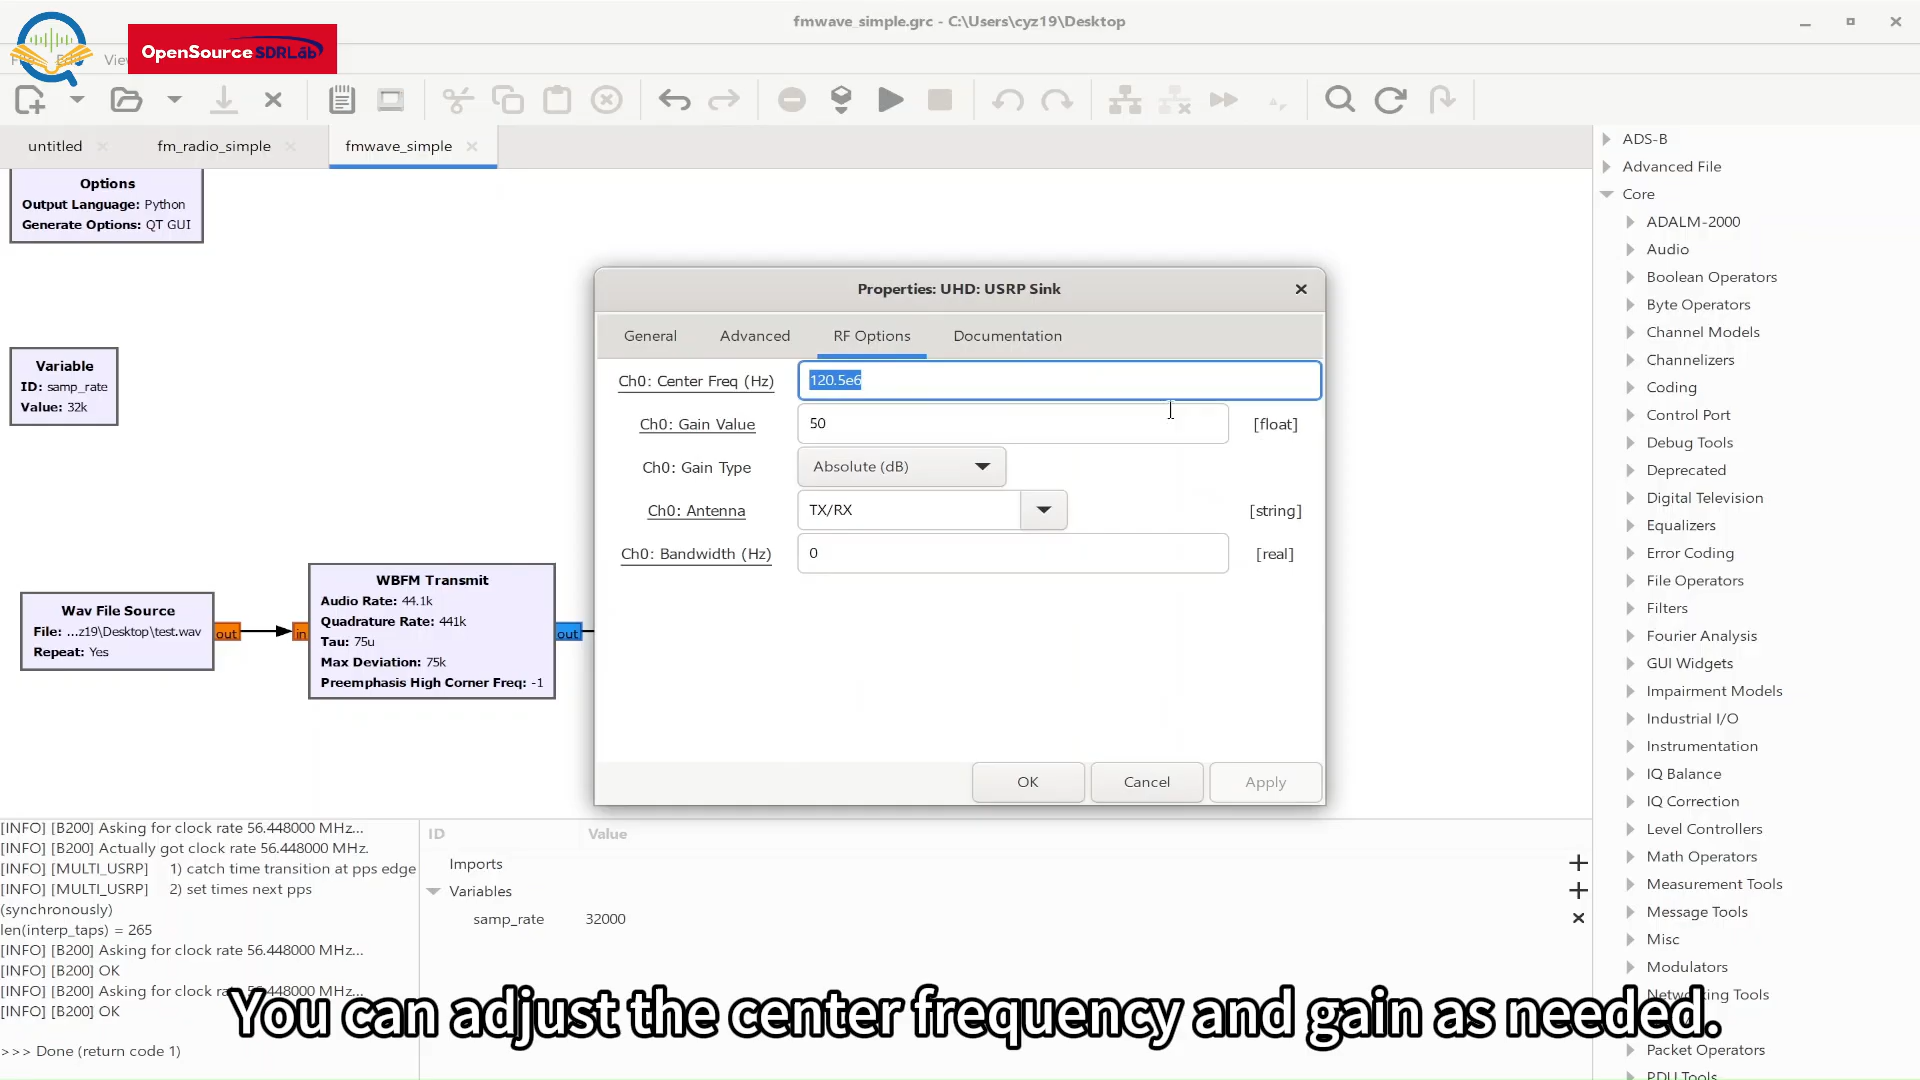 fmwave_simple.grc - C:\Users\cyz19\Desktop
OpenSource SDRLab
untitled
fm_radio_simple
fmwave_simple
Options
Output Language: Python
Generate Options: QT GUI
Variable
ID: samp_rate
Value: 32k
Wav File Source
File: ...z19\Desktop\test.wav
Repeat: Yes
out
in
WBFM Transmit
Audio Rate: 44.1k
Quadrature Rate: 441k
Tau: 75u
Max Deviation: 75k
Preemphasis High Corner Freq: -1
out
Properties: UHD: USRP Sink
General
Advanced
RF Options
Documentation
Ch0: Center Freq (Hz)
120.5e6
Ch0: Gain Value
50
[float]
Ch0: Gain Type
Absolute (dB)
Ch0: Antenna
TX/RX
[string]
Ch0: Bandwidth (Hz)
0
[real]
OK
Cancel
Apply
ADS-B
Advanced File
Core
ADALM-2000
Audio
Boolean Operators
Byte Operators
Channel Models
Channelizers
Coding
Control Port
Debug Tools
Deprecated
Digital Television
Equalizers
Error Coding
File Operators
Filters
Fourier Analysis
GUI Widgets
Impairment Models
Industrial I/O
Instrumentation
IQ Balance
IQ Correction
Level Controllers
Math Operators
Measurement Tools
Message Tools
Misc
Modulators
Networking Tools
Packet Operators
PDU Tools
[INFO] [B200] Asking for clock rate 56.448000 MHz...
[INFO] [B200] Actually got clock rate 56.448000 MHz.
[INFO] [MULTI_USRP] 1) catch time transition at pps edge
[INFO] [MULTI_USRP] 2) set times next pps
(synchronously)
len(interp_taps) = 265
[INFO] [B200] Asking for clock rate 56.448000 MHz...
[INFO] [B200] OK
[INFO] [B200] Asking for clock rate 56.448000 MHz...
[INFO] [B200] OK
>>> Done (return code 1)
ID
Value
Imports
Variables
samp_rate
32000
You can adjust the center frequency and gain as needed.